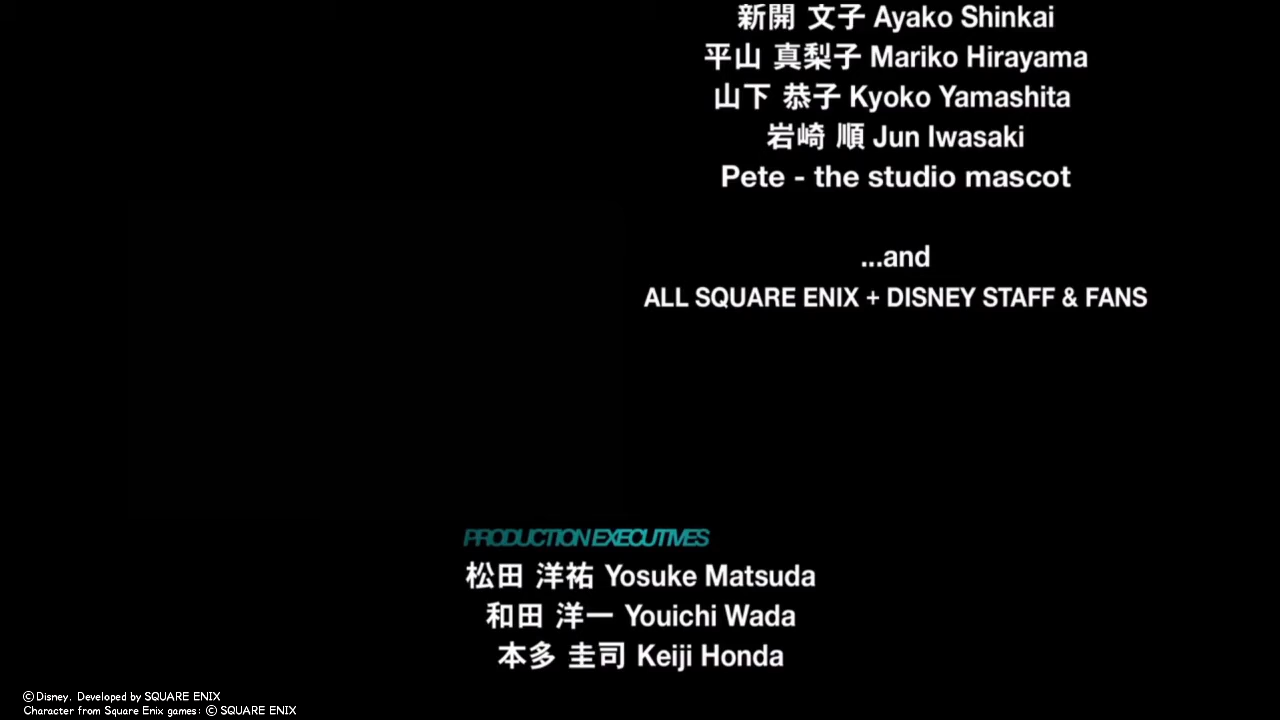 新開 文子 Ayako Shinkai
平山 真梨子 Mariko Hirayama
山下 恭子 Kyoko Yamashita
岩崎 順 Jun Iwasaki
Pete - the studio mascot
...and
ALL SQUARE ENIX + DISNEY STAFF & FANS
PRODUCTION EXECUTIVES
松田 洋祐 Yosuke Matsuda
和田 洋一 Youichi Wada
本多 圭司 Keiji Honda
©Disney. Developed by SQUARE ENIX
Character from Square Enix games: © SQUARE ENIX